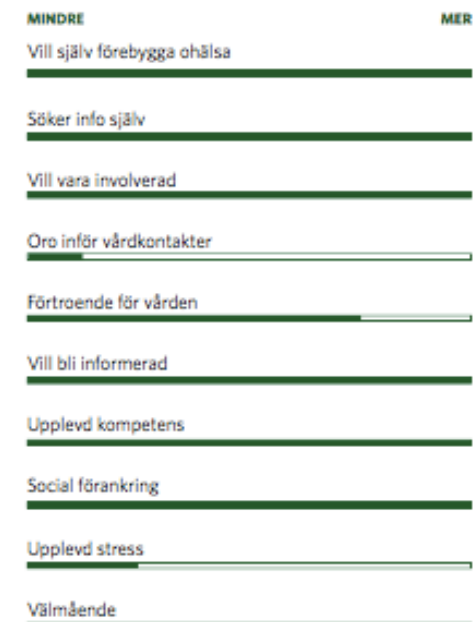 MINDRE MER
Vill själv förebygga ohälsa
Söker info själv
Vill vara involverad
Oro inför vårdkontakter
Förtroende för vården
Vill bli informerad
Upplevd kompetens
Social förankring
Upplevd stress
Välmående